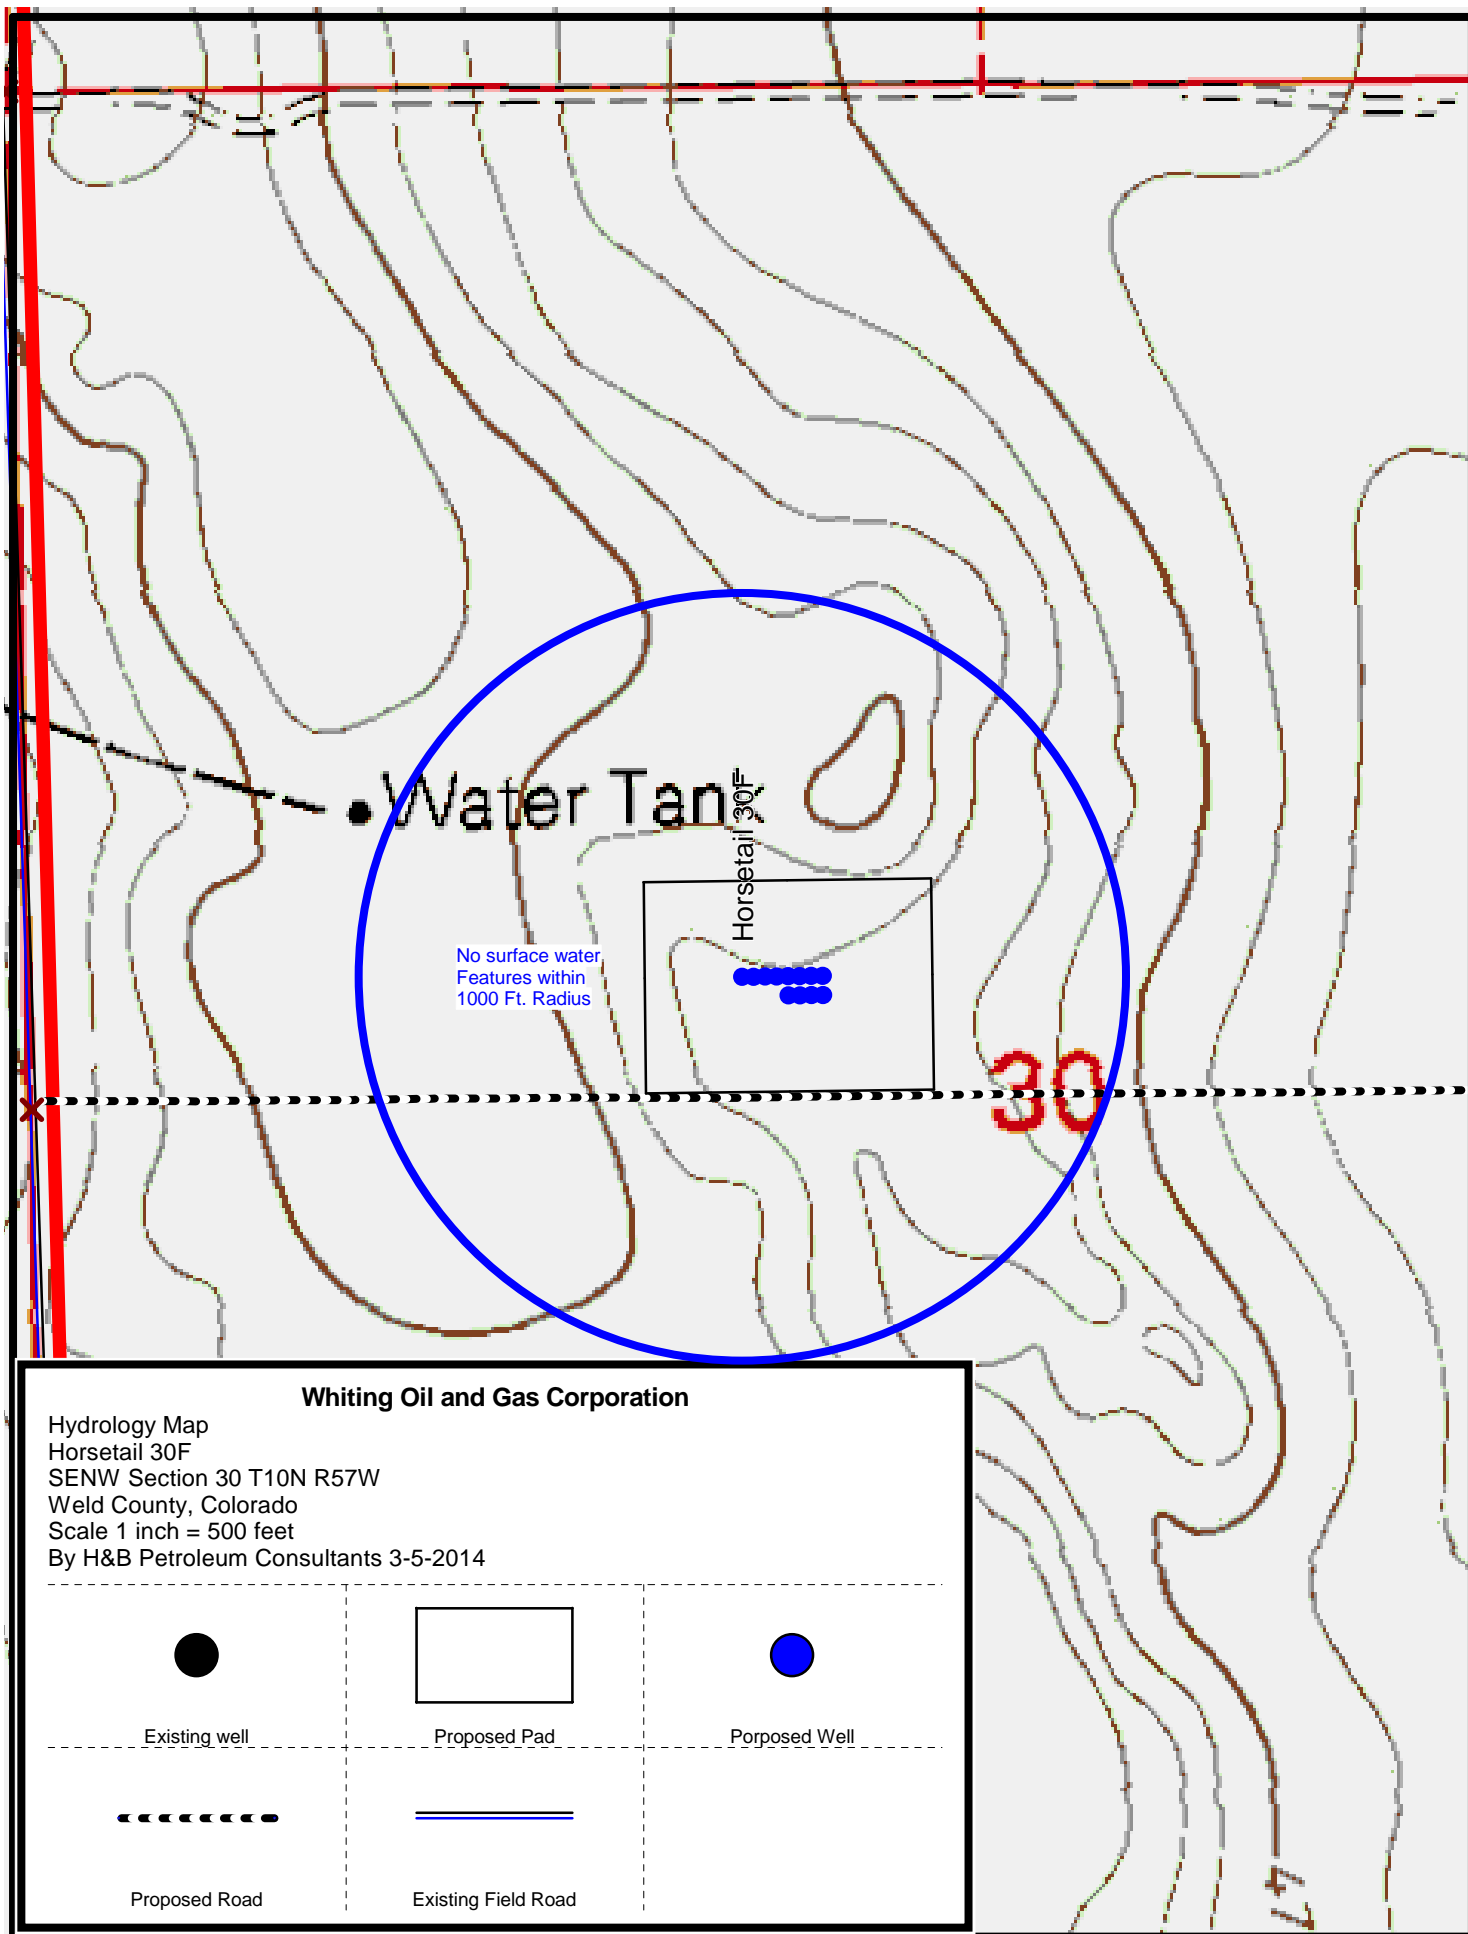 Water Tank
Horsetail 30F
No surface water
Features within
1000 Ft. Radius
30
Whiting Oil and Gas Corporation
Hydrology Map
Horsetail 30F
SENW Section 30 T10N R57W
Weld County, Colorado
Scale 1 inch = 500 feet
By H&B Petroleum Consultants 3-5-2014
Existing well
Proposed Pad
Porposed Well
Proposed Road
Existing Field Road